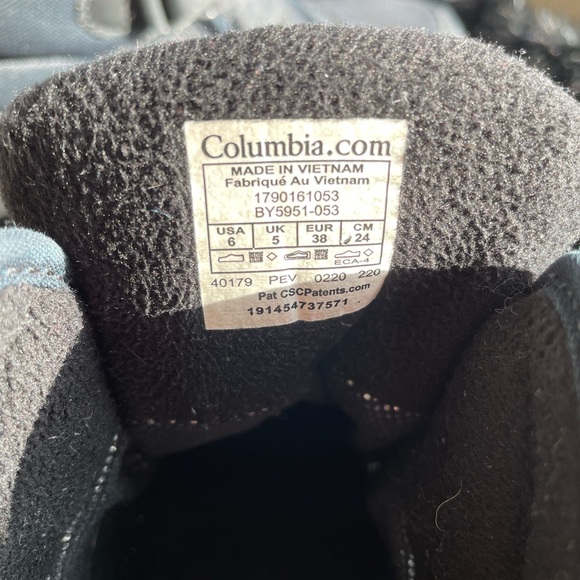 Columbia.com
MADE IN VIETNAM
Fabriqué Au Vietnam
1790161053
BY5951-053
USA UK EUR CM
6 5 38 24
ECA-4
40179 PEV 0220 220
Pat CSCPatents.com
191454737571